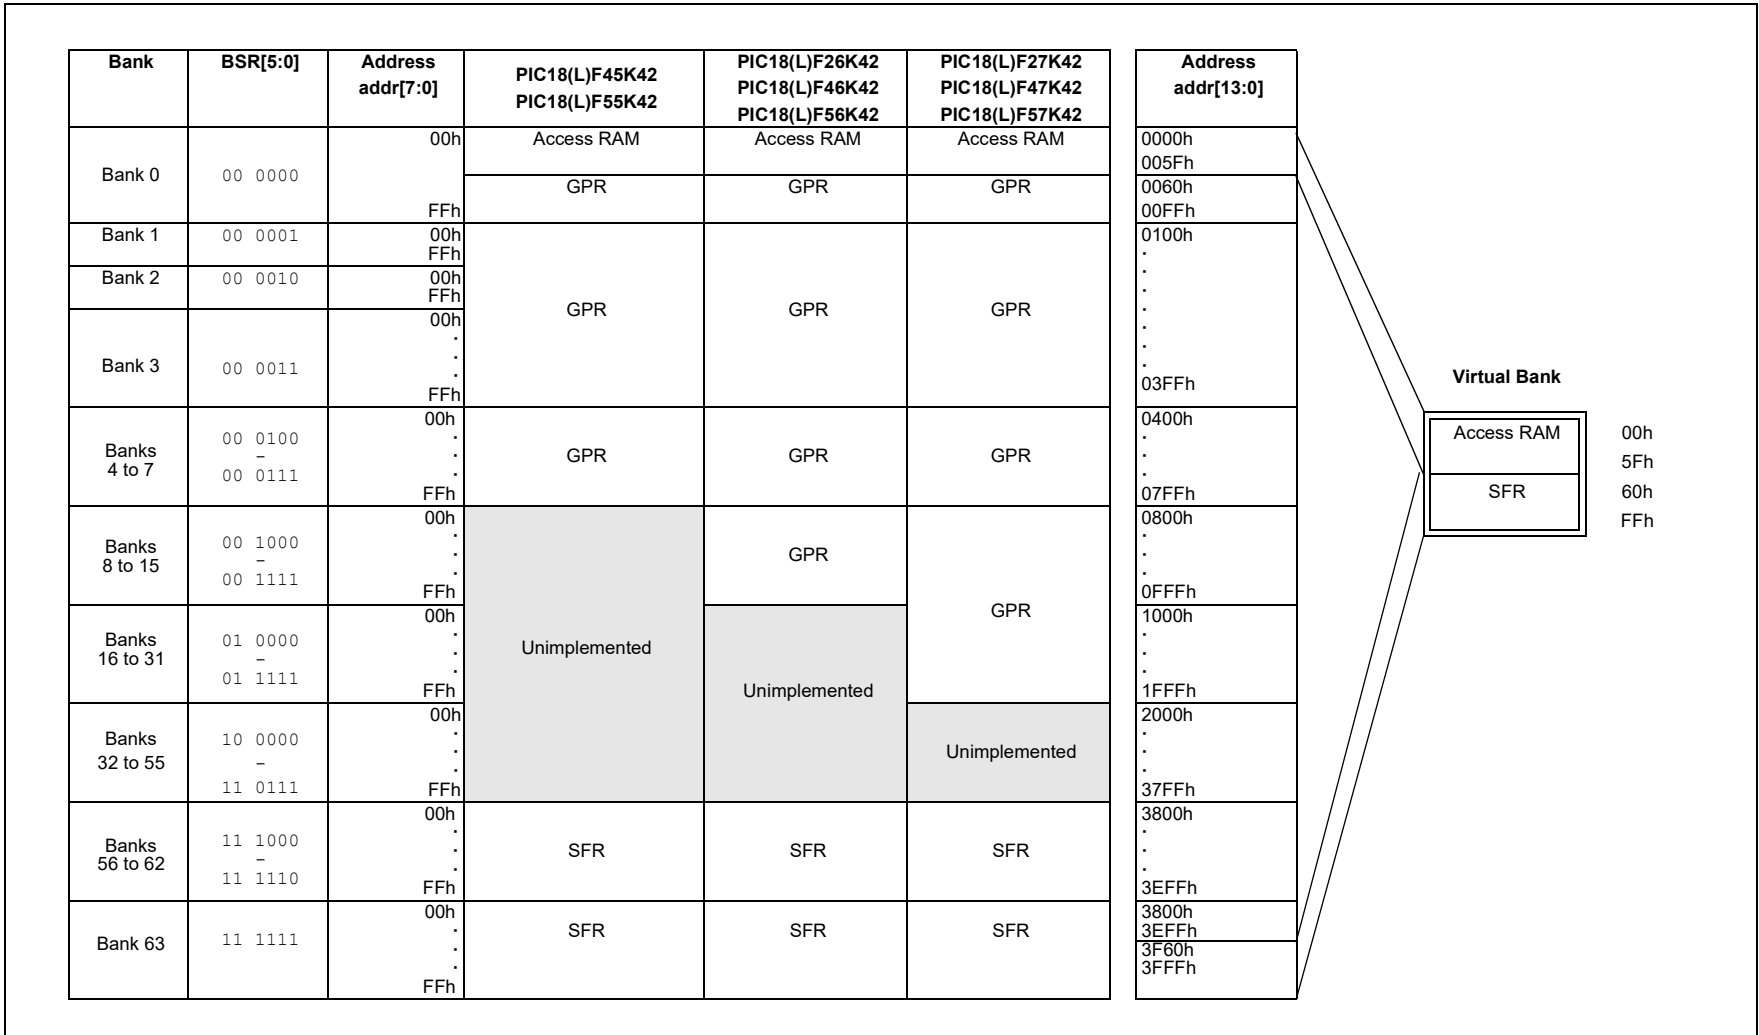 Bank BSR[5:0] Address addr[7:0] PIC18(L)F45K42 PIC18(L)F55K42 PIC18(L)F26K42 PIC18(L)F46K42 PIC18(L)F56K42 PIC18(L)F27K42 PIC18(L)F47K42 PIC18(L)F57K42 Address addr[13:0]
Bank 0 00 0000 00h Access RAM Access RAM Access RAM 0000h
005Fh
GPR GPR GPR 0060h
FFh 00FFh
Bank 1 00 0001 00h 0100h
FFh
Bank 2 00 0010 00h
FFh
GPR GPR GPR
00h
.
.
Bank 3 00 0011 .
FFh 03FFh
Virtual Bank
00h 0400h
Banks 4 to 7 00 0100 – 00 0111 . . . GPR GPR GPR . . .
FFh 07FFh
Access RAM 00h
5Fh
SFR 60h
FFh
00h 0800h
Banks 8 to 15 00 1000 – 00 1111 . . . GPR . . .
FFh 0FFFh
00h GPR 1000h
Banks 16 to 31 01 0000 – 01 1111 . . . Unimplemented . . .
FFh Unimplemented 1FFFh
00h 2000h
Banks 32 to 55 10 0000 – 11 0111 . . . Unimplemented . . .
FFh 37FFh
00h 3800h
Banks 56 to 62 11 1000 – 11 1110 . . . SFR SFR SFR . . .
FFh 3EFFh
00h 3800h
Bank 63 11 1111 . . . SFR SFR SFR 3EFFh
3F60h
3FFFh
FFh